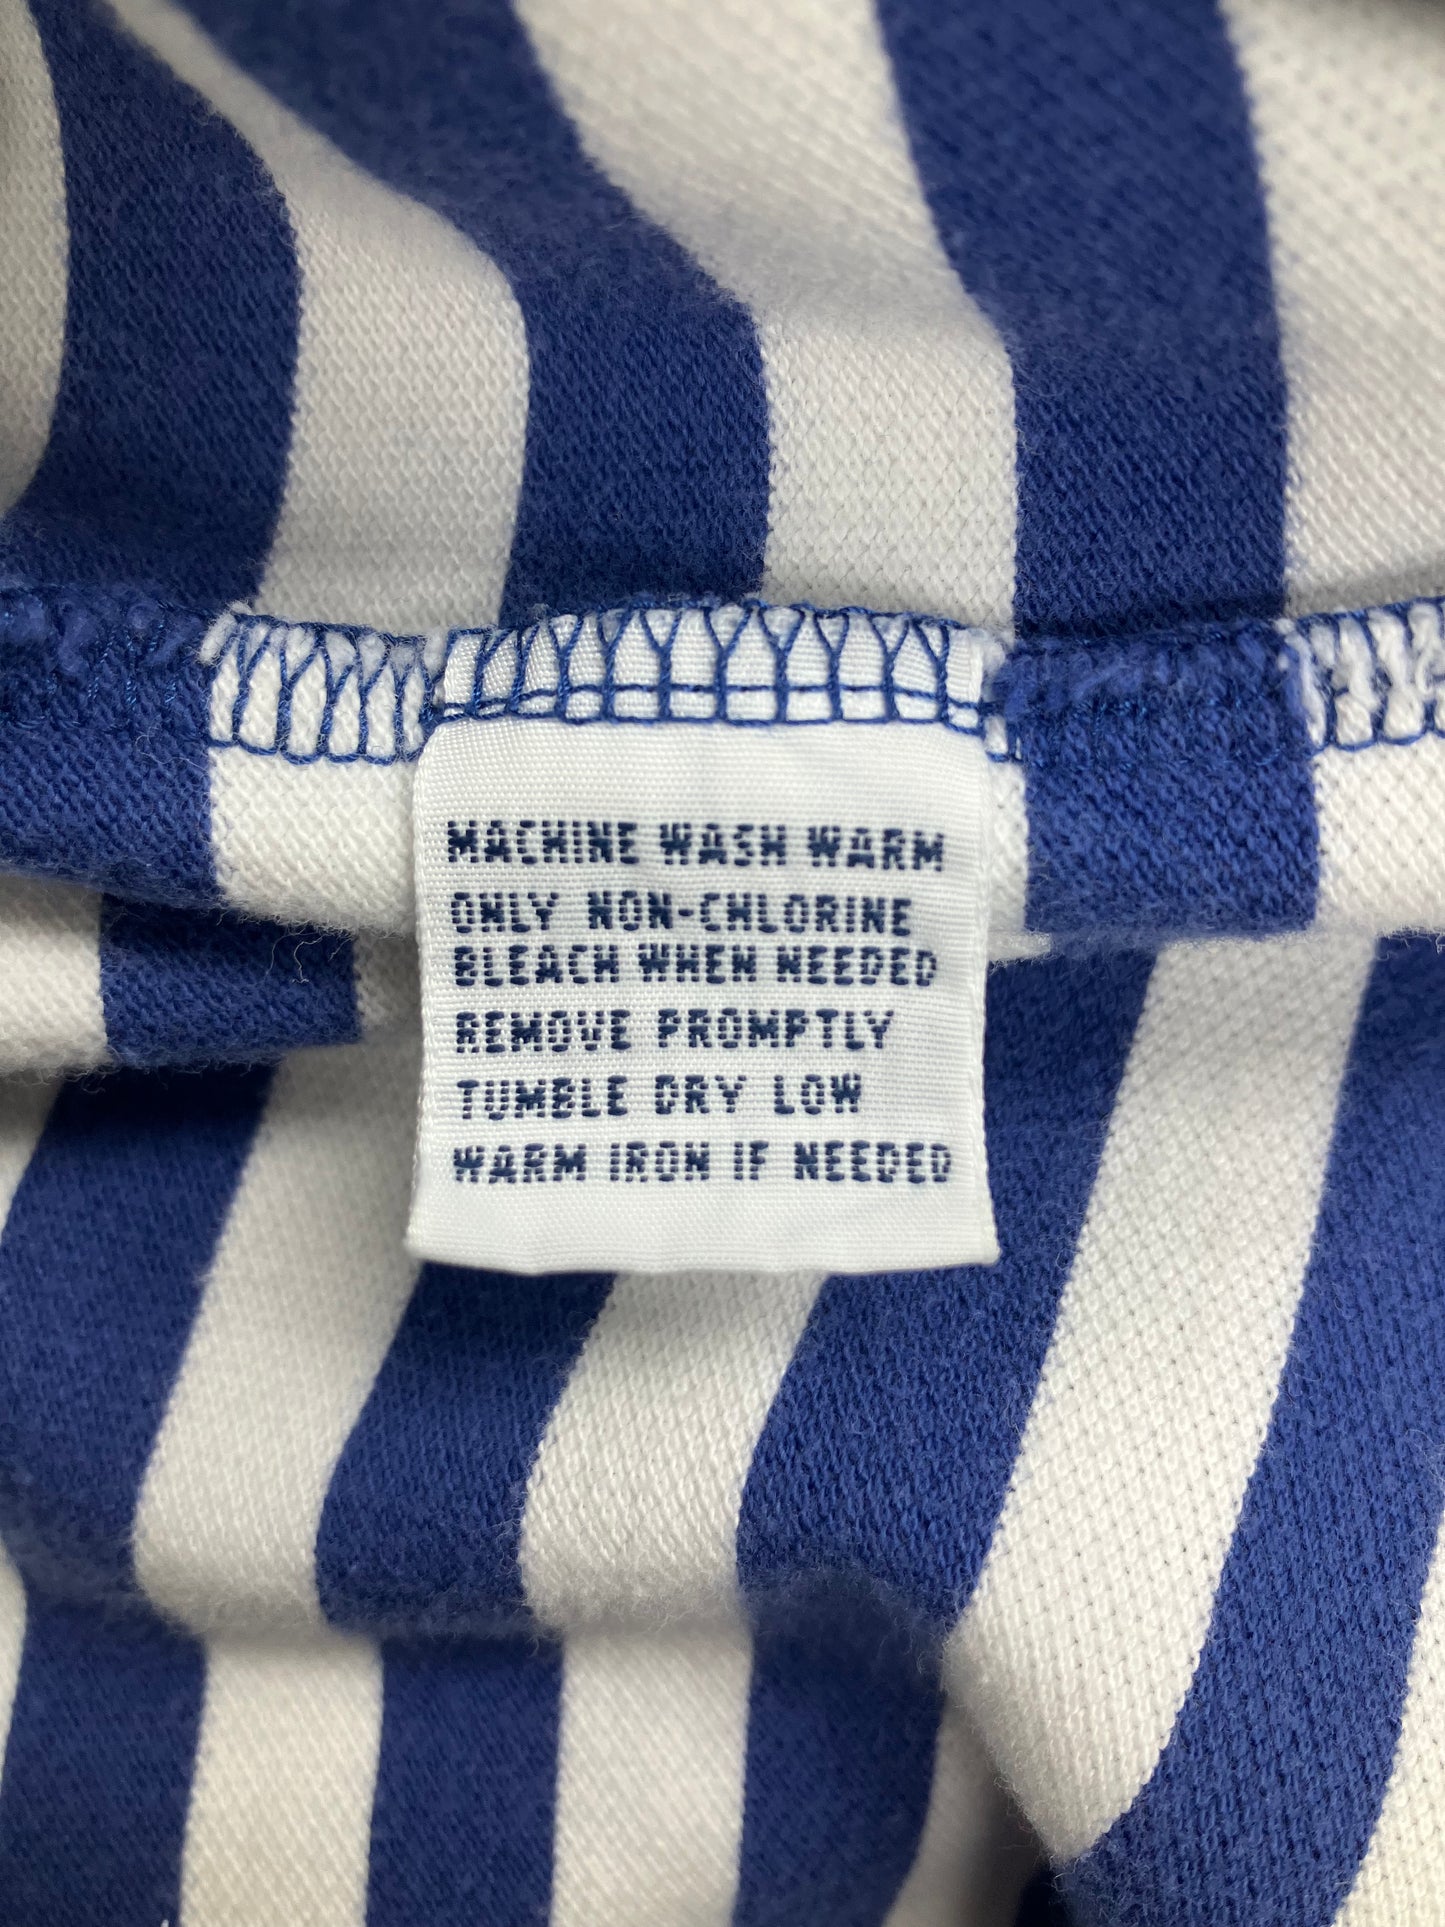 MACHINE WASH WARM
ONLY NON-CHLORINE
BLEACH WHEN NEEDED
REMOVE PROMPTLY
TUMBLE DRY LOW
WARM IRON IF NEEDED